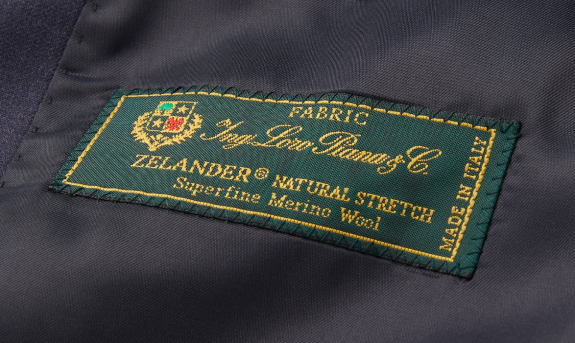 FABRIC
Ing. Loro Piana & C.
ZELANDER® NATURAL STRETCH
Superfine Merino Wool
MADE IN ITALY